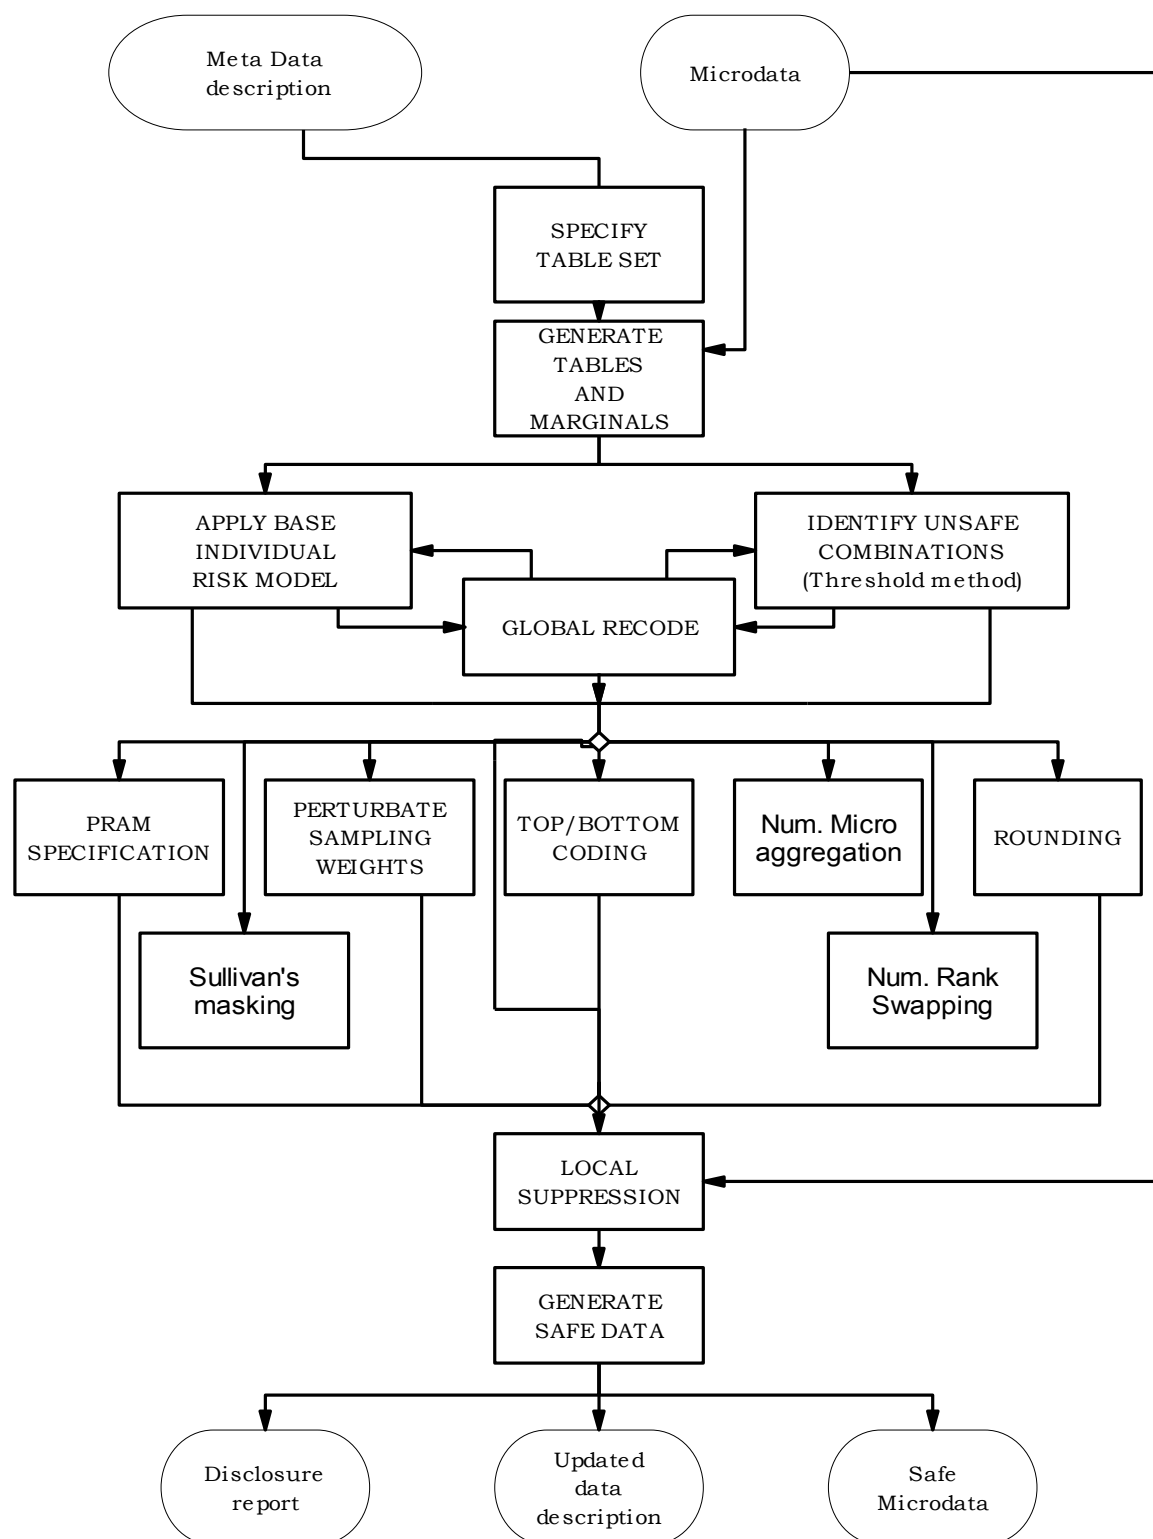 Meta Data
description
Microdata
SPECIFY
TABLE SET
GENERATE
TABLES
AND
MARGINALS
APPLY BASE
INDIVIDUAL
RISK MODEL
IDENTIFY UNSAFE
COMBINATIONS
(Threshold method)
GLOBAL RECODE
PRAM
SPECIFICATION
PERTURBATE
SAMPLING
WEIGHTS
TOP/BOTTOM
CODING
Num. Micro
aggregation
ROUNDING
Sullivan's
masking
Num. Rank
Swapping
LOCAL
SUPPRESSION
GENERATE
SAFE DATA
Disclosure
report
Updated
data
description
Safe
Microdata